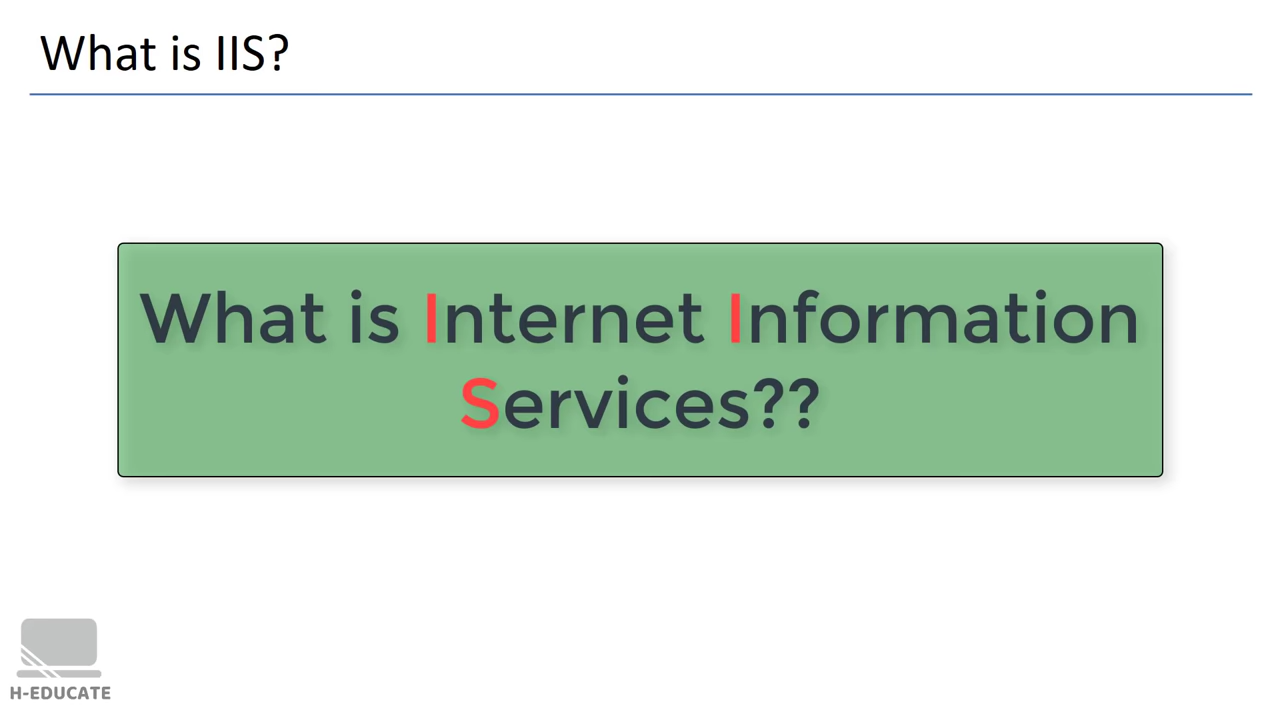 What is IIS?
What is Internet Information
Services??
H-EDUCATE